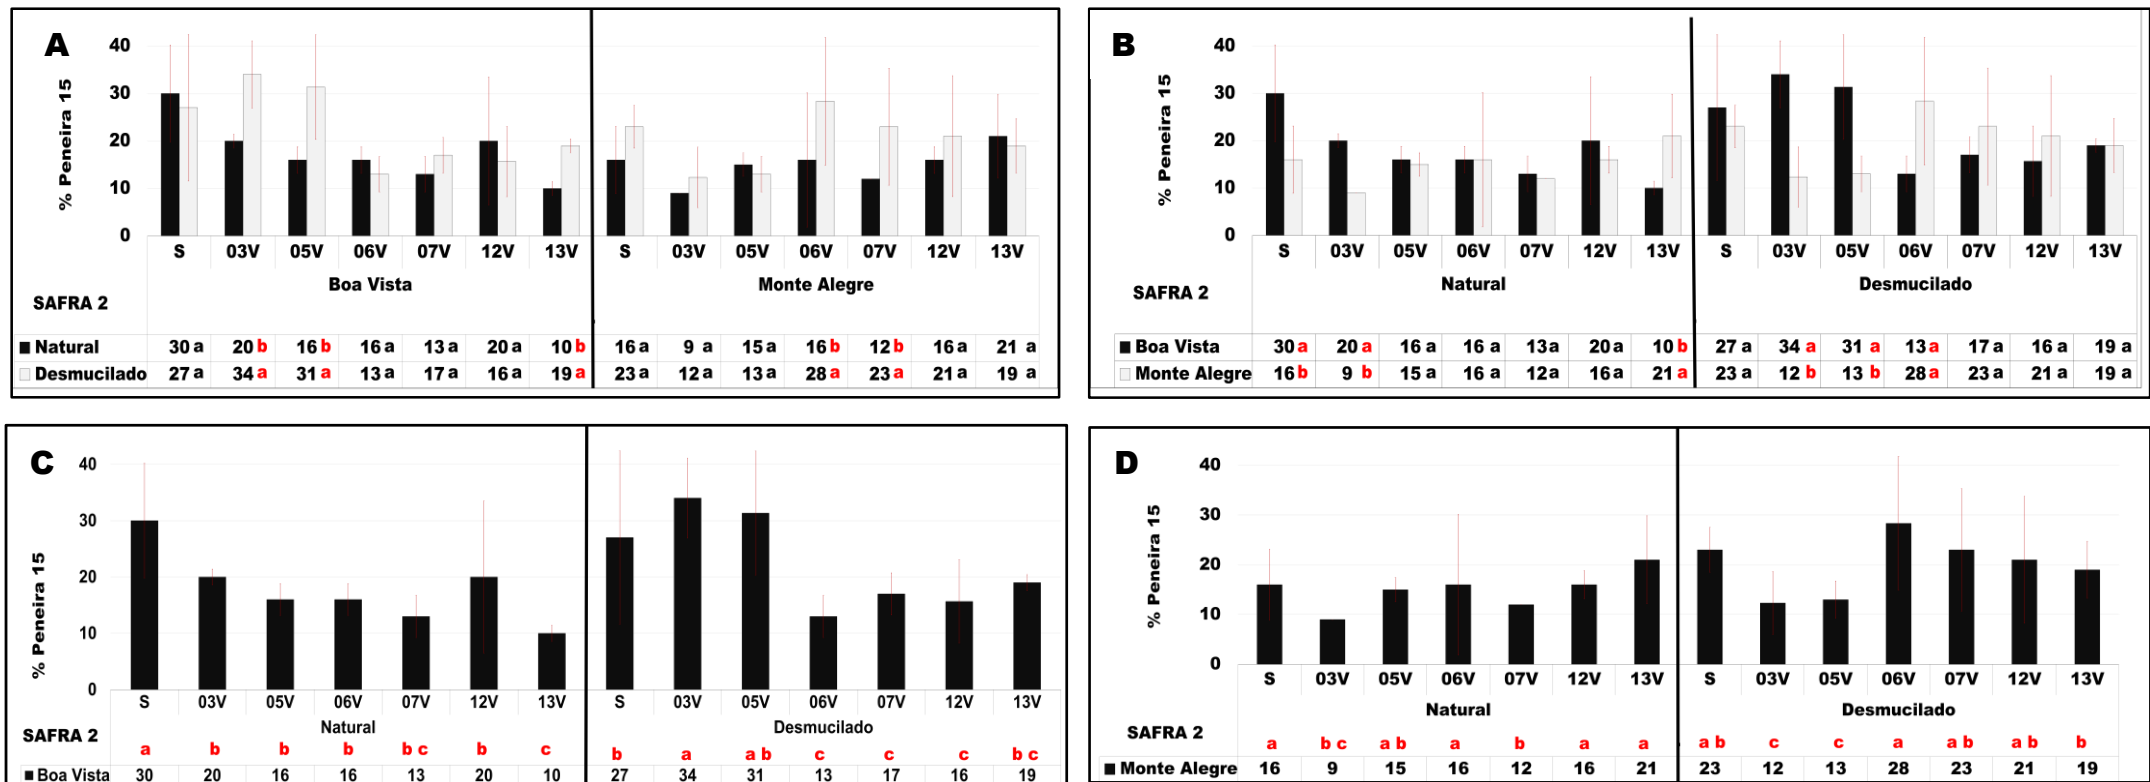 A
% Peneira 15
40
30
20
10
0
S 03V 05V 06V 07V 12V 13V S 03V 05V 06V 07V 12V 13V
Boa Vista Monte Alegre
SAFRA 2
Natural 30 a 20 b 16 b 16 a 13 a 20 a 10 b 16 a 9 a 15 a 16 b 12 b 16 a 21 a
Desmucilado 27 a 34 a 31 a 13 a 17 a 16 a 19 a 23 a 12 a 13 a 28 a 23 a 21 a 19 a
B
% Peneira 15
40
30
20
10
0
S 03V 05V 06V 07V 12V 13V S 03V 05V 06V 07V 12V 13V
Natural Desmucilado
SAFRA 2
Boa Vista 30 a 20 a 16 a 16 a 13 a 20 a 10 b 27 a 34 a 31 a 13 a 17 a 16 a 19 a
Monte Alegre 16 b 9 b 15 a 16 a 12 a 16 a 21 a 23 a 12 b 13 b 28 a 23 a 21 a 19 a
C
% Peneira 15
40
30
20
10
0
S 03V 05V 06V 07V 12V 13V S 03V 05V 06V 07V 12V 13V
Natural Desmucilado
SAFRA 2
a b b b b c b c b a a b c c c b c
Boa Vista 30 20 16 16 13 20 10 27 34 31 13 17 16 19
D
% Peneira 15
40
30
20
10
0
S 03V 05V 06V 07V 12V 13V S 03V 05V 06V 07V 12V 13V
Natural Desmucilado
SAFRA 2
a b c a b a b a a a b c c a a b a b b
Monte Alegre 16 9 15 16 12 16 21 23 12 13 28 23 21 19